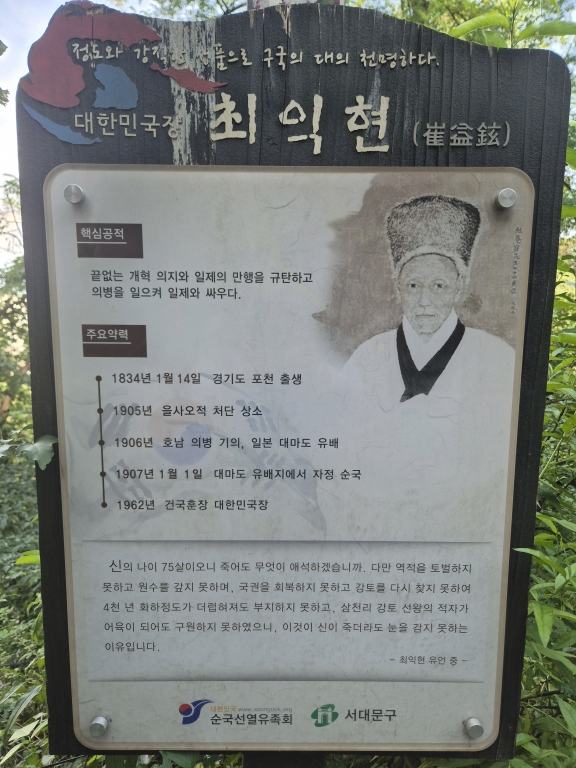 정도와 강직한 성품으로 구국의 대의 천명하다.
대한민국장 최익현 (崔益鉉)
핵심공적
끝없는 개혁 의지와 일제의 만행을 규탄하고
의병을 일으켜 일제와 싸우다.
주요약력
1834년 1월 14일 경기도 포천 출생
1905년 을사오적 처단 상소
1906년 호남 의병 기의, 일본 대마도 유배
1907년 1월 1일 대마도 유배지에서 자정 순국
1962년 건국훈장 대한민국장
신의 나이 75살이오니 죽어도 무엇이 애석하겠습니까. 다만 역적을 토벌하지
못하고 원수를 갚지 못하며, 국권을 회복하지 못하고 강토를 다시 찾지 못하여
4천 년 화하정도가 더럽혀져도 부지하지 못하고, 삼천리 강토 선왕의 적자가
어육이 되어도 구원하지 못하였으니, 이것이 신이 죽더라도 눈을 감지 못하는
이유입니다.
- 최익현 유언 중 -
대한민국
순국선열유족회
서대문구